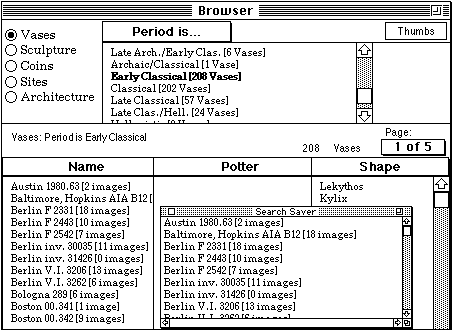 Browser
Vases
Sculpture
Coins
Sites
Architecture
Period is...
Thumbs
Late Arch./Early Clas. [6 Vases]
Archaic/Classical [1 Vase]
Early Classical [208 Vases]
Classical [202 Vases]
Late Classical [57 Vases]
Late Clas./Hell. [24 Vases]
Vases: Period is Early Classical
208 Vases
Page:
1 of 5
Name Potter Shape
Austin 1980.63 [2 images]
Baltimore, Hopkins AIA B12 [
Berlin F 2331 [18 images]
Berlin F 2443 [10 images]
Berlin F 2542 [7 images]
Berlin inv. 30035 [11 images]
Berlin inv. 31426 [0 images]
Berlin V.I. 3206 [13 images]
Berlin V.I. 3262 [6 images]
Bologna 289 [6 images]
Boston 00.341 [1 image]
Boston 00.342 [9 images]
Lekythos
Kylix
Search Saver
Austin 1980.63 [2 images]
Baltimore, Hopkins AIA B12 [18 images]
Berlin F 2331 [18 images]
Berlin F 2443 [10 images]
Berlin F 2542 [7 images]
Berlin inv. 30035 [11 images]
Berlin inv. 31426 [0 images]
Berlin V.I. 3206 [13 images]